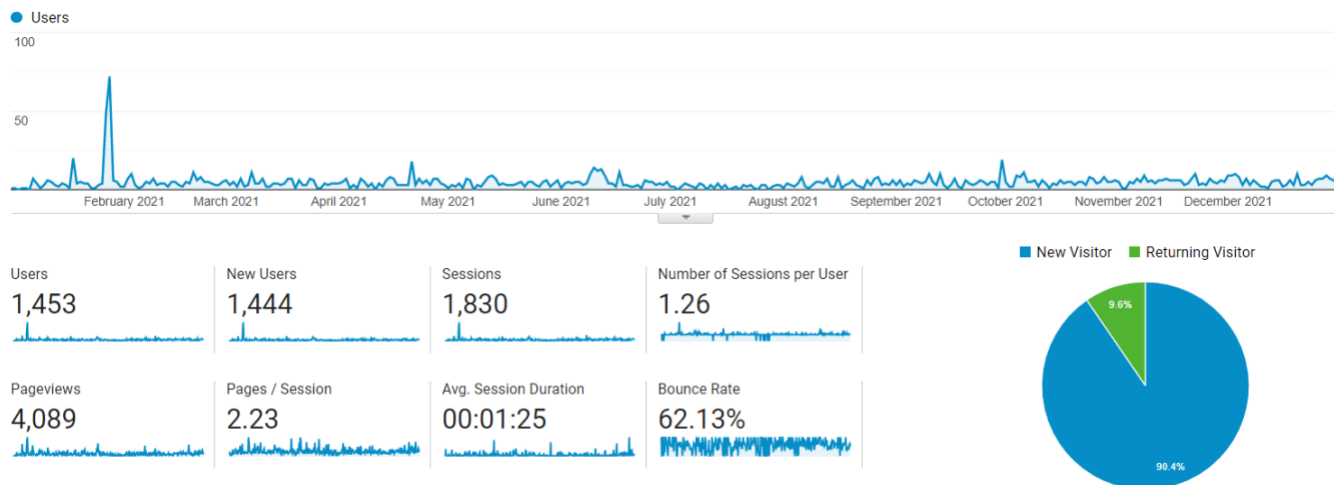 Users
100
50
February 2021 March 2021 April 2021 May 2021 June 2021 July 2021 August 2021 September 2021 October 2021 November 2021 December 2021
New Visitor Returning Visitor
Users New Users Sessions Number of Sessions per User
1,453 1,444 1,830 1.26
9.6%
Pageviews Pages / Session Avg. Session Duration Bounce Rate
4,089 2.23 00:01:25 62.13%
90.4%